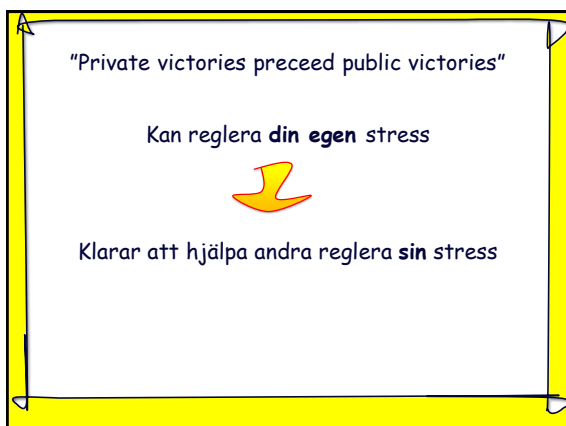 ”Private victories preceed public victories”
Kan reglera din egen stress
Klarar att hjälpa andra reglera sin stress